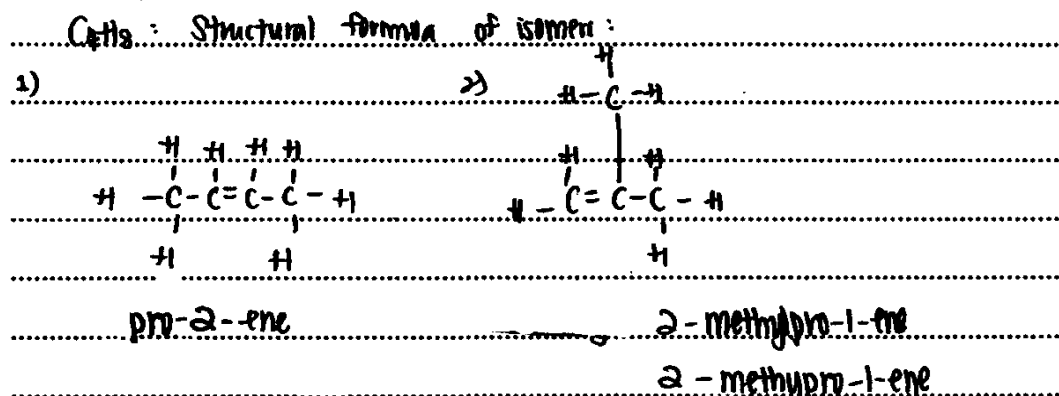 C4H8 : Structural formula of isomers :
1) 2)
H
H - C - H
H H H H
H - C - C = C - C - H
H H
H H
H - C = C - C - H
H
pro-2-ene
2-methylpro-1-ene
2-methypro-1-ene